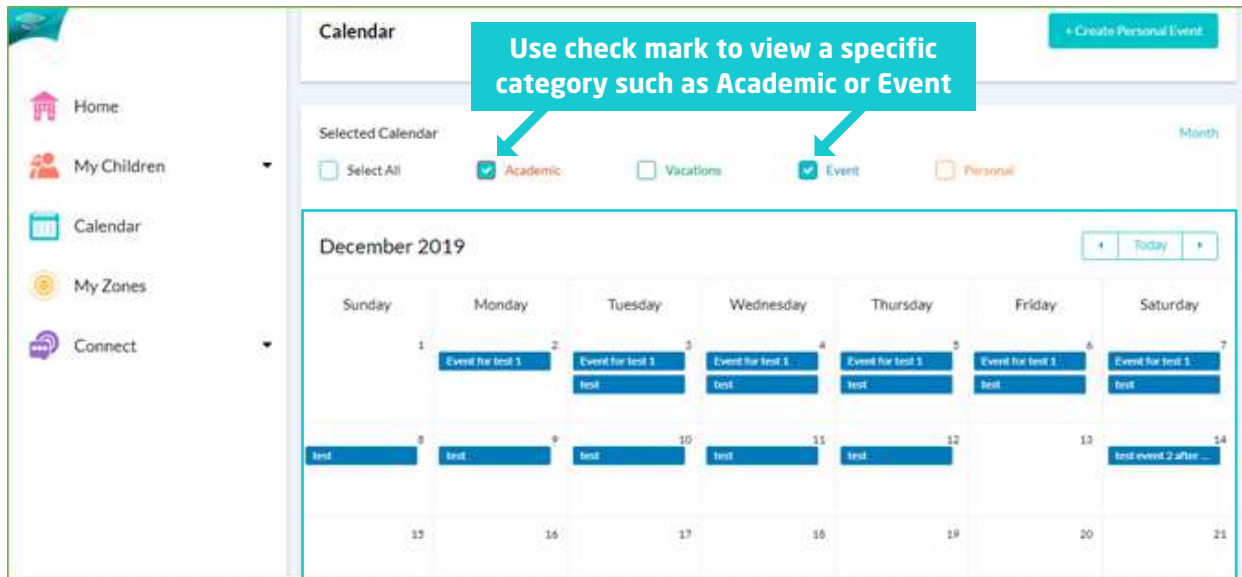 Calendar
Use check mark to view a specific
category such as Academic or Event
+ Create Personal Event
Home
My Children
Calendar
My Zones
Connect
Selected Calendar
Month
Select All
Academic
Vacations
Event
Personal
December 2019
Today
Sunday Monday Tuesday Wednesday Thursday Friday Saturday
1 2 3 4 5 6 7
Event for test 1 Event for test 1 Event for test 1 Event for test 1 Event for test 1 Event for test 1
test test test test test
8 9 10 11 12 13 14
test test test test test test event 2 after ...
15 16 17 18 19 20 21